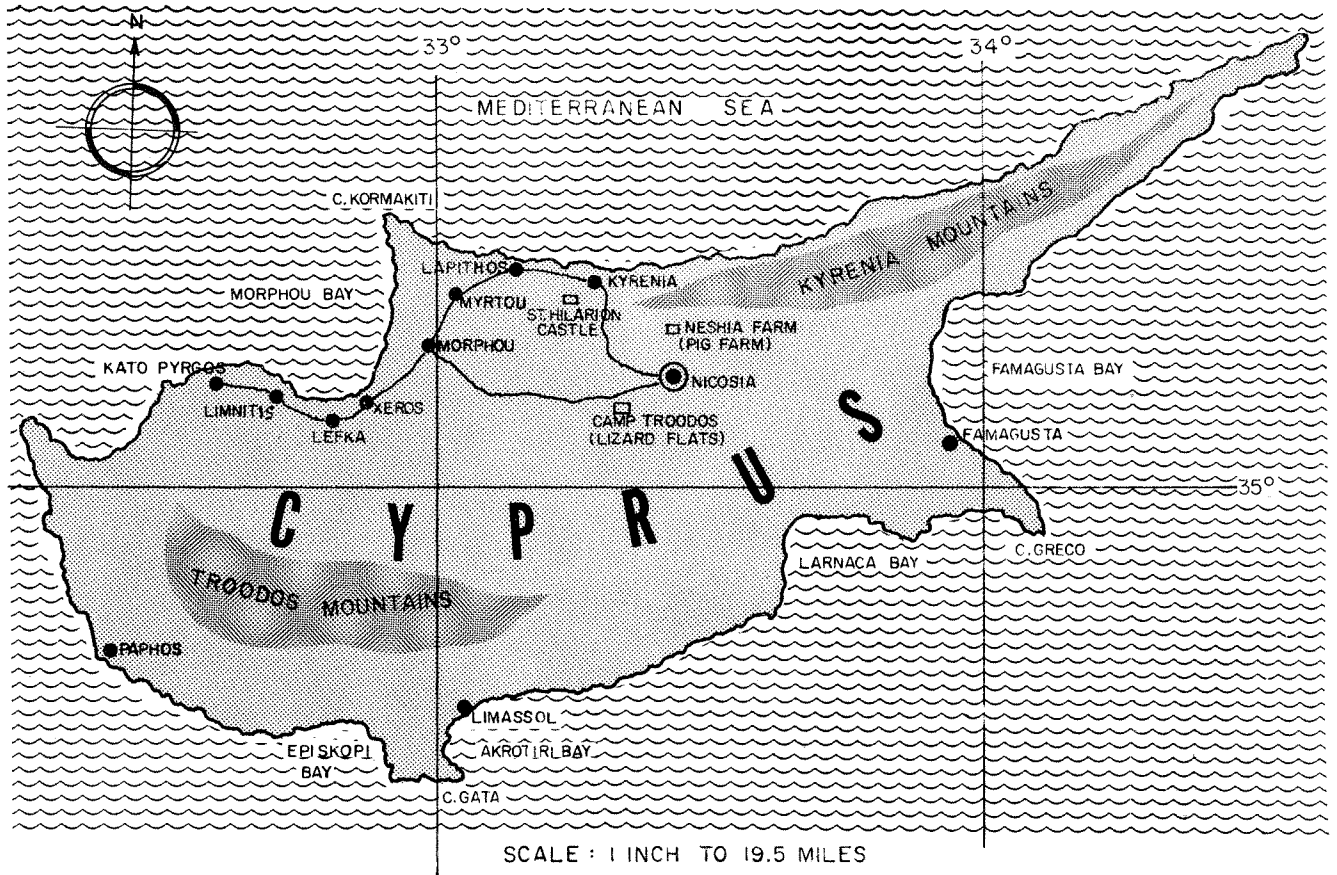 N
33°
34°
MEDITERRANEAN SEA
C. KORMAKITI
KYRENIA MOUNTAINS
LAPITHOS
KYRENIA
MORPHOU BAY
MYRTOU
ST. HILARION
CASTLE
NESHIA FARM
(PIG FARM)
MORPHOU
KATO PYRGOS
FAMAGUSTA BAY
NICOSIA
LIMNITIS
XEROS
LEFKA
CAMP TROODOS
(LIZARD FLATS)
FAMAGUSTA
35°
CYPRUS
C. GRECO
LARNACA BAY
TROODOS MOUNTAINS
PAPHOS
LIMASSOL
EPISKOPI
BAY
AKROTIRI BAY
C. GATA
SCALE : 1 INCH TO 19.5 MILES